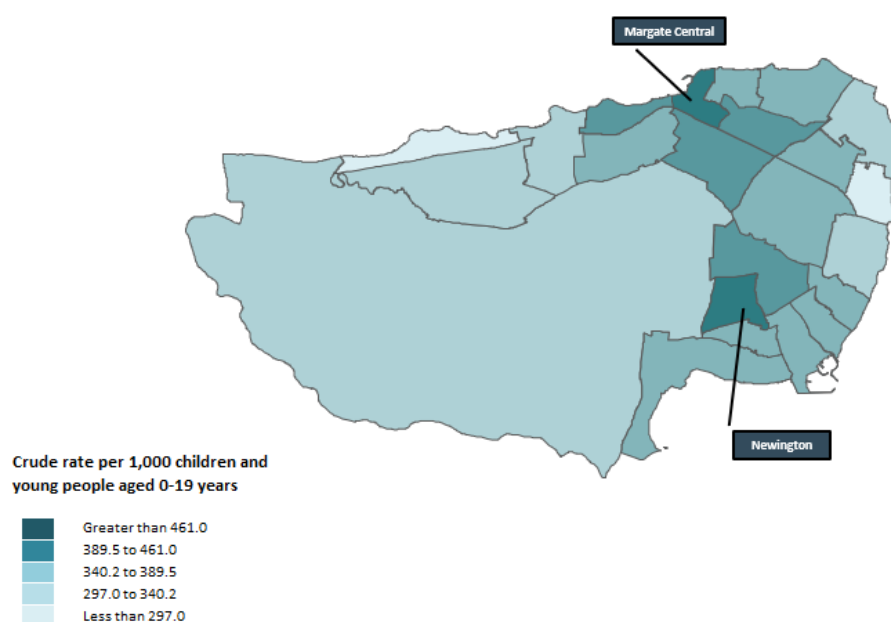 Margate Central
Newington
Crude rate per 1,000 children and
young people aged 0-19 years
Greater than 461.0
389.5 to 461.0
340.2 to 389.5
297.0 to 340.2
Less than 297.0